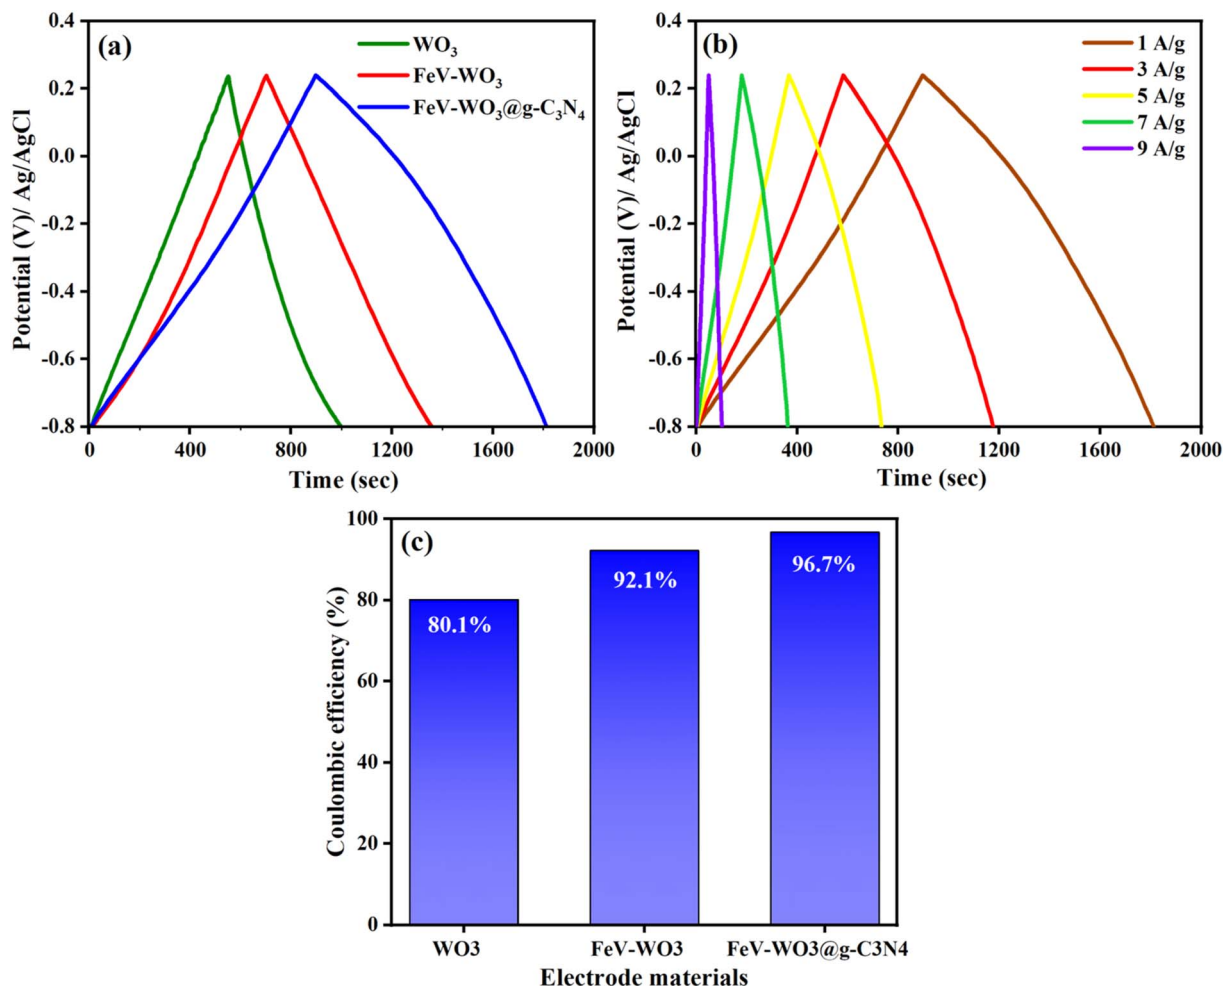 (a)
WO₃
FeV-WO₃
FeV-WO₃@g-C₃N₄
0.4
0.2
0.0
-0.2
-0.4
-0.6
-0.8
Potential (V)/ Ag/AgCl
0 400 800 1200 1600 2000
Time (sec)
(b)
1 A/g
3 A/g
5 A/g
7 A/g
9 A/g
0.4
0.2
0.0
-0.2
-0.4
-0.6
-0.8
Potential (V)/ Ag/AgCl
0 400 800 1200 1600 2000
Time (sec)
(c)
100
80
60
40
20
0
Coulombic efficiency (%)
80.1%
92.1%
96.7%
WO3 FeV-WO3 FeV-WO3@g-C3N4
Electrode materials